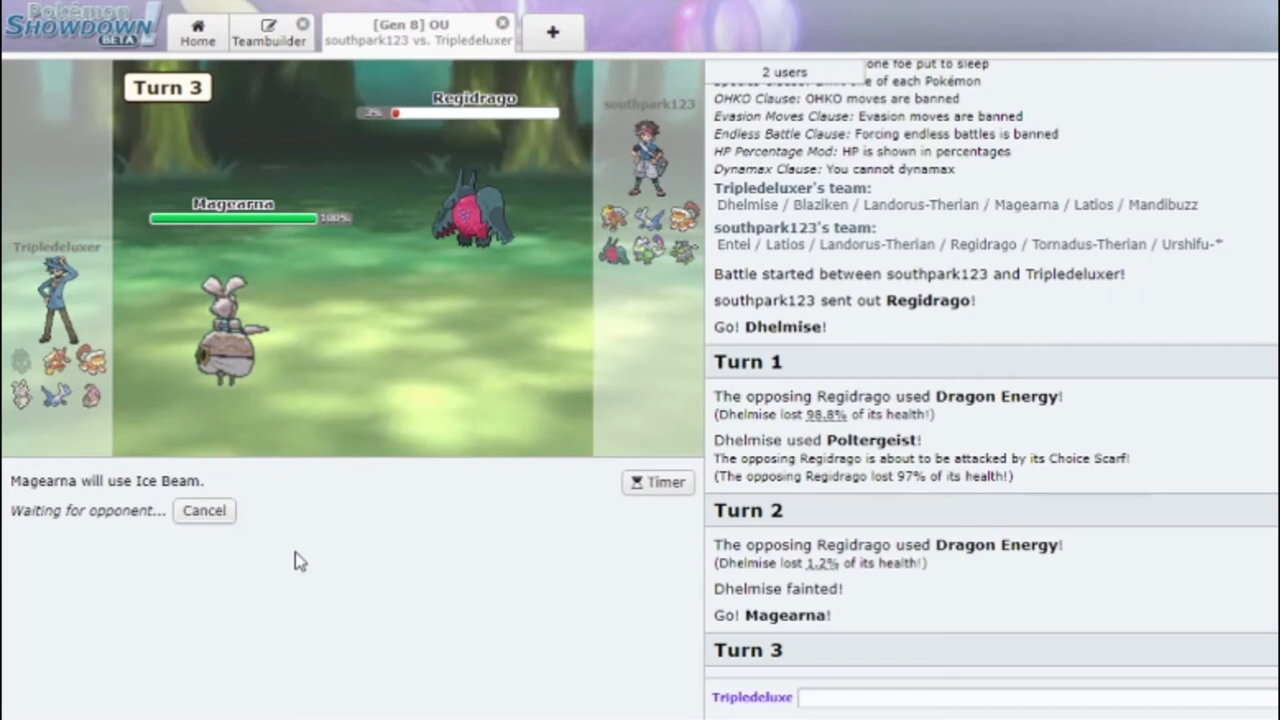 Pokémon
SHOWDOWN!
BETA
Home
Teambuilder
[Gen 8] OU
southpark123 vs. Tripledeluxer
+
Turn 3
Regidrago
3%
southpark123
Magearna
100%
Tripledeluxer
Magearna will use Ice Beam.
Timer
Waiting for opponent...
Cancel
2 users
one foe put to sleep
e of each Pokémon
OHKO Clause: OHKO moves are banned
Evasion Moves Clause: Evasion moves are banned
Endless Battle Clause: Forcing endless battles is banned
HP Percentage Mod: HP is shown in percentages
Dynamax Clause: You cannot dynamax
Tripledeluxer's team:
Dhelmise / Blaziken / Landorus-Therian / Magearna / Latios / Mandibuzz
southpark123's team:
Entei / Latios / Landorus-Therian / Regidrago / Tornadus-Therian / Urshifu-*
Battle started between southpark123 and Tripledeluxer!
southpark123 sent out Regidrago!
Go! Dhelmise!
Turn 1
The opposing Regidrago used Dragon Energy!
(Dhelmise lost 98.8% of its health!)
Dhelmise used Poltergeist!
The opposing Regidrago is about to be attacked by its Choice Scarf!
(The opposing Regidrago lost 97% of its health!)
Turn 2
The opposing Regidrago used Dragon Energy!
(Dhelmise lost 1.2% of its health!)
Dhelmise fainted!
Go! Magearna!
Turn 3
Tripledeluxe